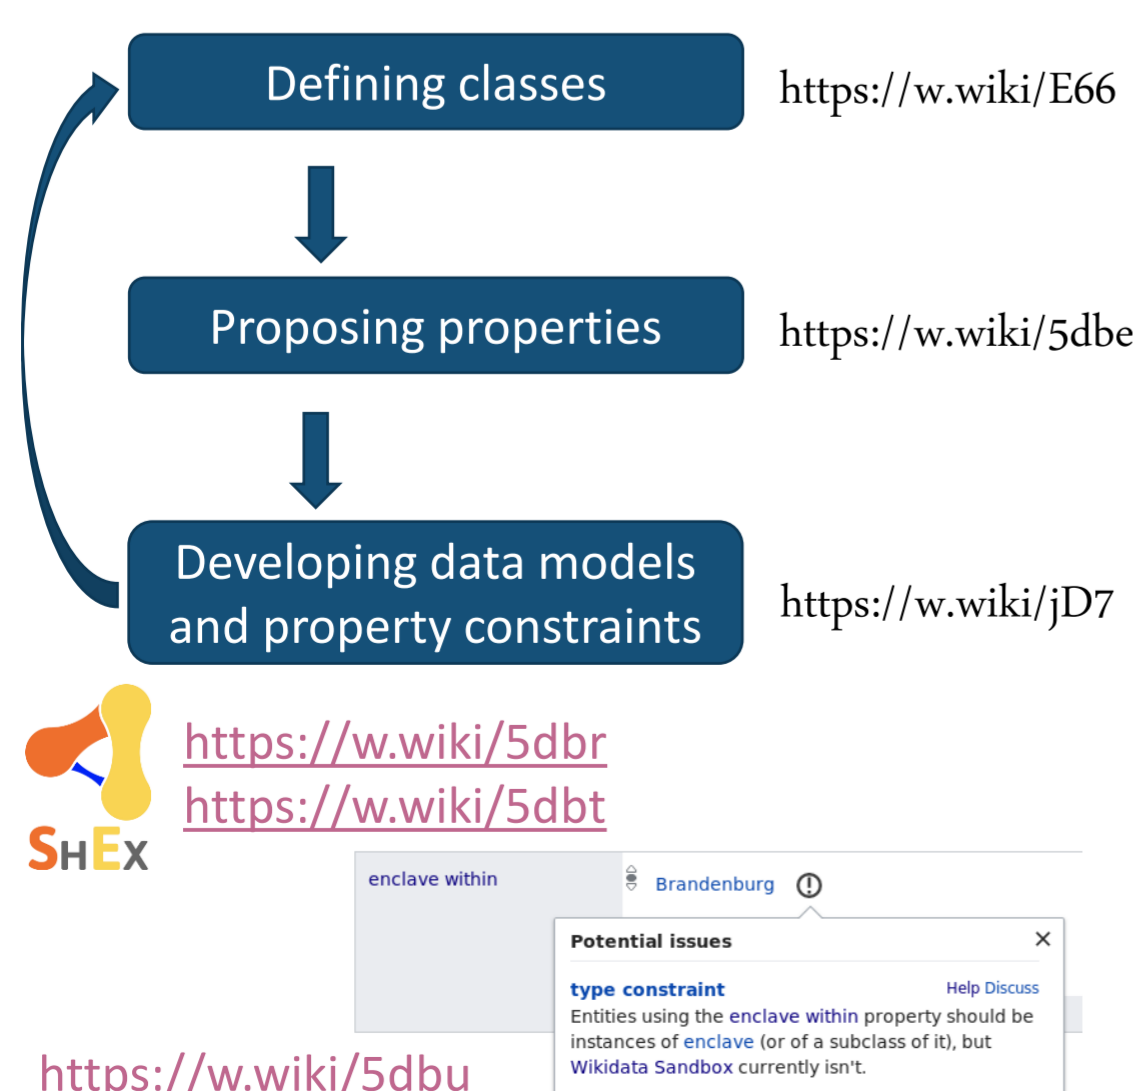 Defining classes
https://w.wiki/E66
Proposing properties
https://w.wiki/5dbe
Developing data models
and property constraints
https://w.wiki/jD7
https://w.wiki/5dbr
https://w.wiki/5dbt
SHEX
enclave within
Brandenburg
Potential issues
type constraint
Help Discuss
Entities using the enclave within property should be
instances of enclave (or of a subclass of it), but
Wikidata Sandbox currently isn't.
https://w.wiki/5dbu